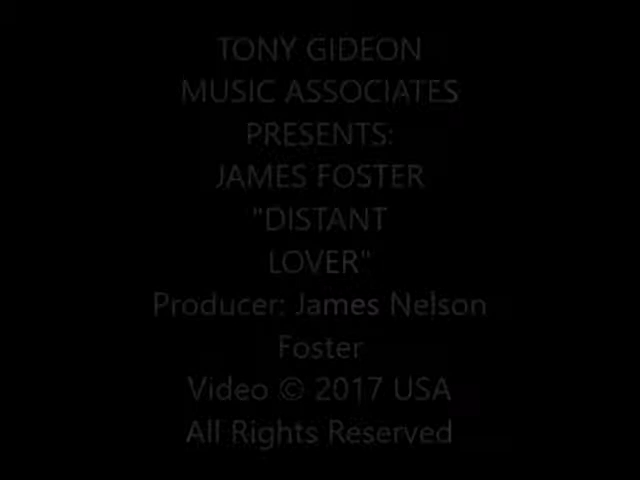 TONY GIDEON
MUSIC ASSOCIATES
PRESENTS:
JAMES FOSTER
"DISTANT
LOVER"
Producer: James Nelson
Foster
Video © 2017 USA
All Rights Reserved